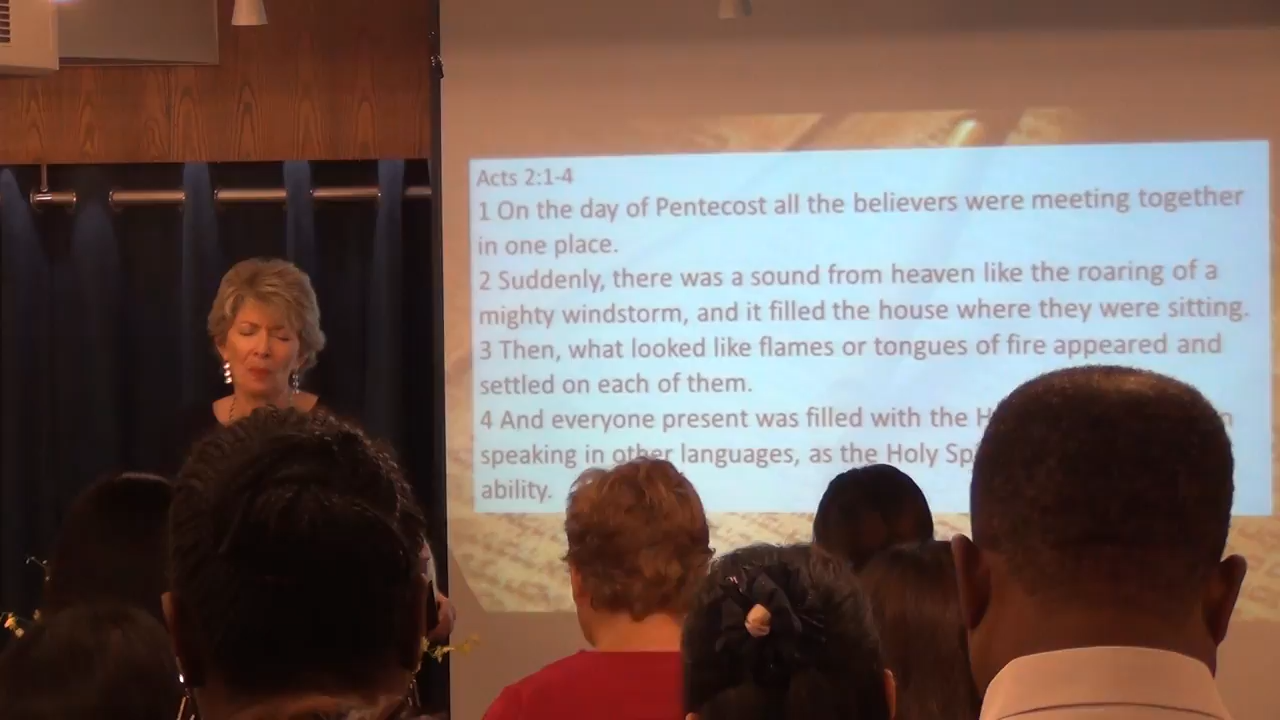 Acts 2:1-4
1 On the day of Pentecost all the believers were meeting together
in one place.
2 Suddenly, there was a sound from heaven like the roaring of a
mighty windstorm, and it filled the house where they were sitting.
3 Then, what looked like flames or tongues of fire appeared and
settled on each of them.
4 And everyone present was filled with the
speaking in other languages, as the Holy
ability.